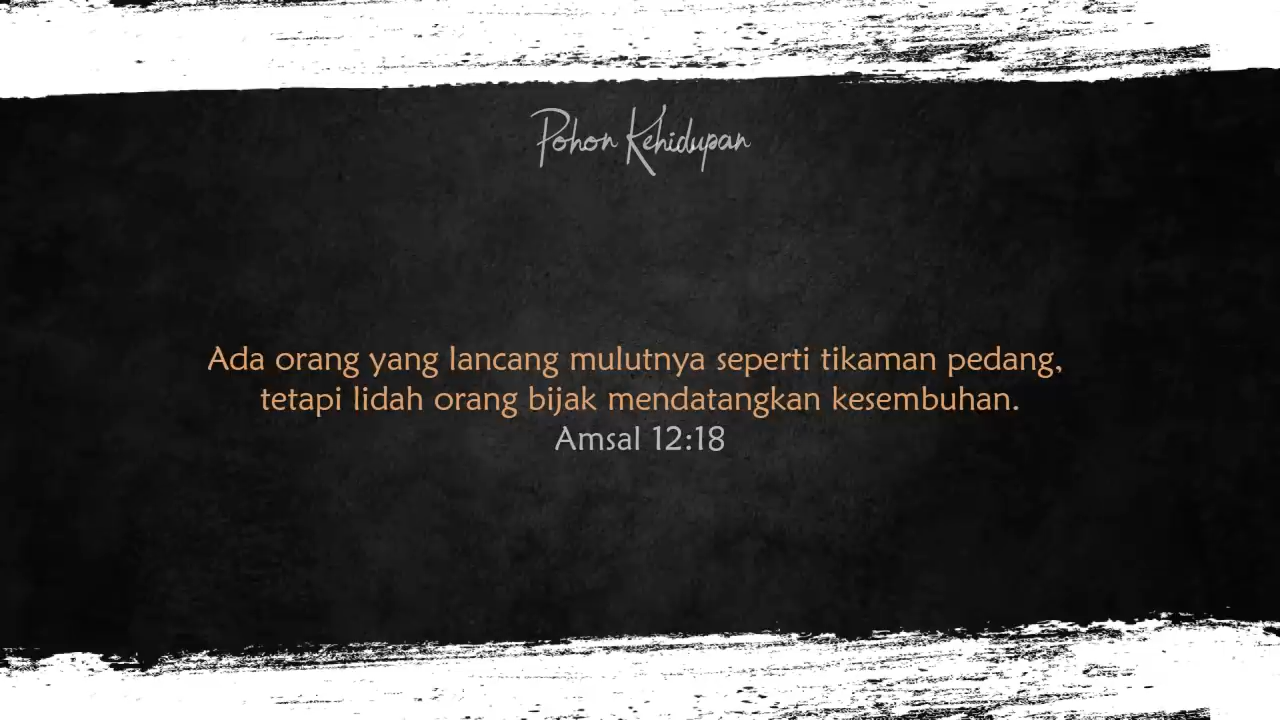 Pohon Kehidupan
Ada orang yang lancang mulutnya seperti tikaman pedang,
tetapi lidah orang bijak mendatangkan kesembuhan.
Amsal 12:18